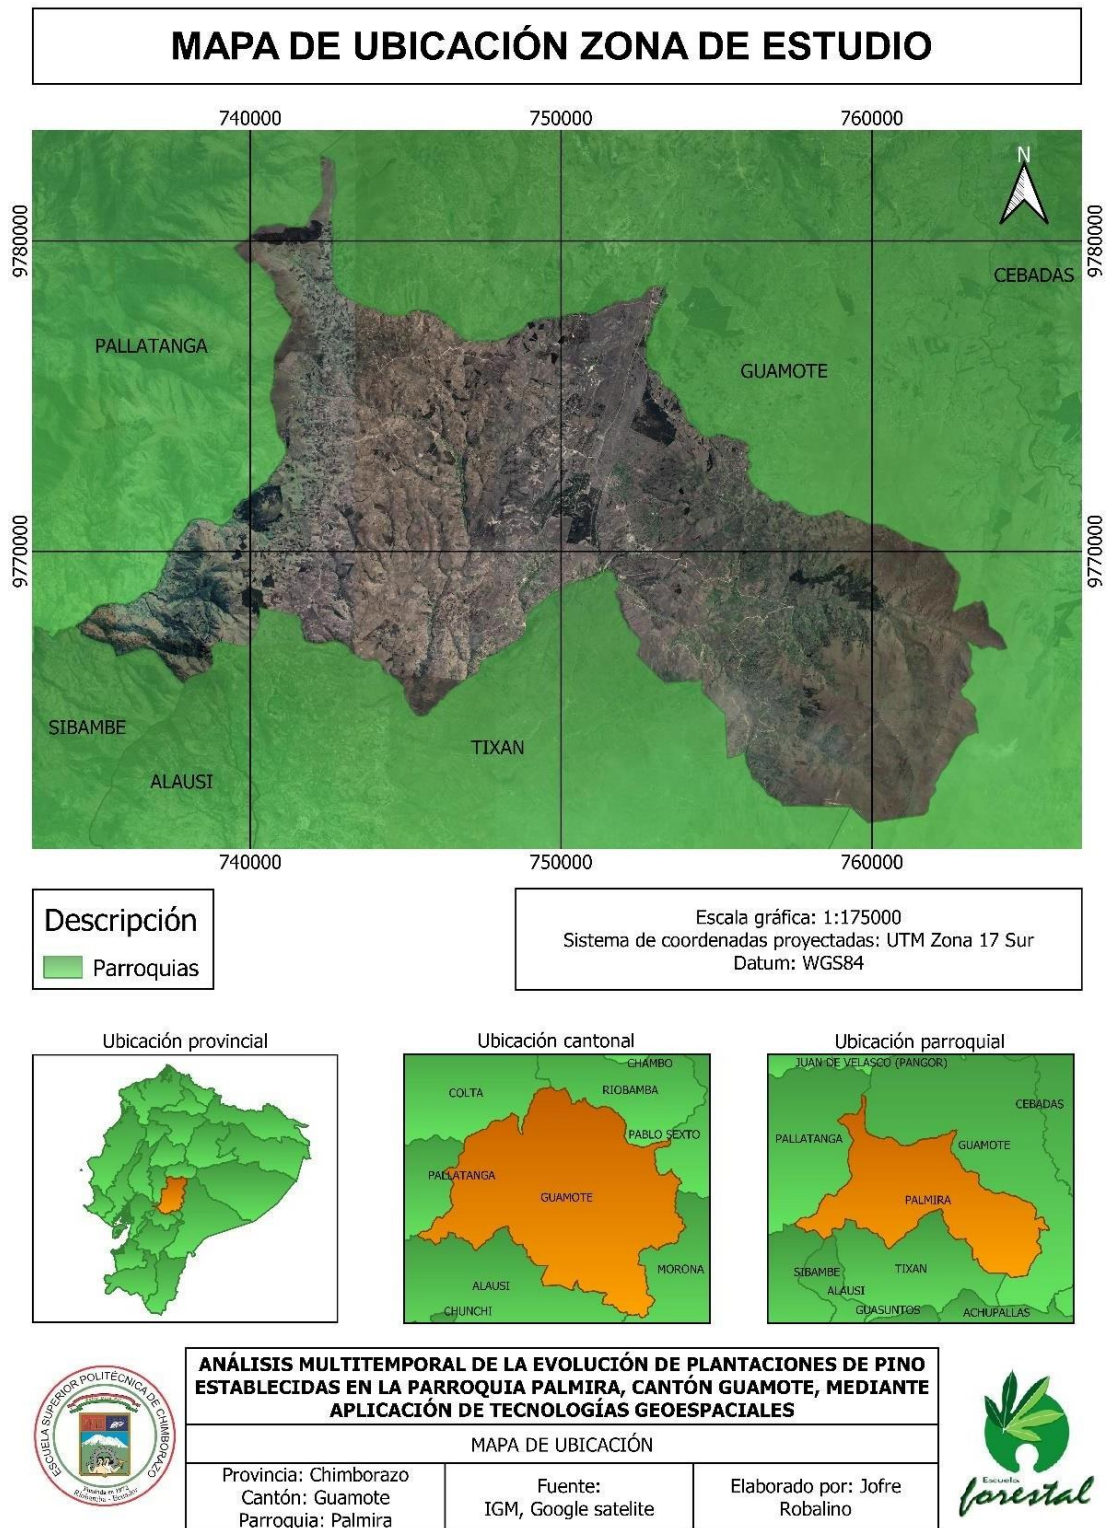 MAPA DE UBICACIÓN ZONA DE ESTUDIO
740000 750000 760000
N
9780000 9780000
CEBADAS
PALLATANGA
GUAMOTE
9770000 9770000
SIBAMBE
TIXAN
ALAUSI
740000 750000 760000
Descripción
Parroquias
Escala gráfica: 1:175000
Sistema de coordenadas proyectadas: UTM Zona 17 Sur
Datum: WGS84
Ubicación provincial
Ubicación cantonal
CHAMBO
COLTA
RIOBAMBA
PABLO SEXTO
PALLATANGA
GUAMOTE
MORONA
ALAUSI
CHUNCHI
Ubicación parroquial
JUAN DE VELASCO (PANGOR)
CEBADAS
PALLATANGA
GUAMOTE
PALMIRA
SIBAMBE
TIXAN
ALAUSI
GUASUNTOS
ACHUPALLAS
ESCUELA SUPERIOR POLITÉCNICA DE CHIMBORAZO
Riobamba - Ecuador
ANÁLISIS MULTITEMPORAL DE LA EVOLUCIÓN DE PLANTACIONES DE PINO
ESTABLECIDAS EN LA PARROQUIA PALMIRA, CANTÓN GUAMOTE, MEDIANTE
APLICACIÓN DE TECNOLOGÍAS GEOESPACIALES
MAPA DE UBICACIÓN
Provincia: Chimborazo
Cantón: Guamote
Parroquia: Palmira
Fuente:
IGM, Google satelite
Elaborado por: Jofre
Robalino
Escuela
forestal